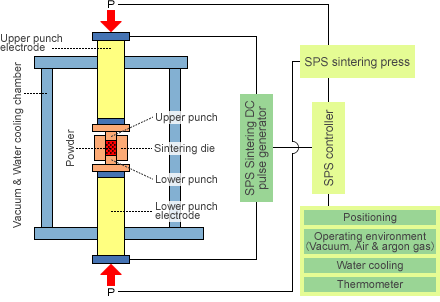 P
Upper punch
electrode
SPS sintering press
Vacuum & Water cooling chamber
Upper punch
Powder
Sintering die
Lower punch
Lower punch
electrode
SPS Sintering DC
pulse generator
SPS controller
Positioning
Operating environment
(Vacuum, Air & argon gas)
Water cooling
Thermometer
P